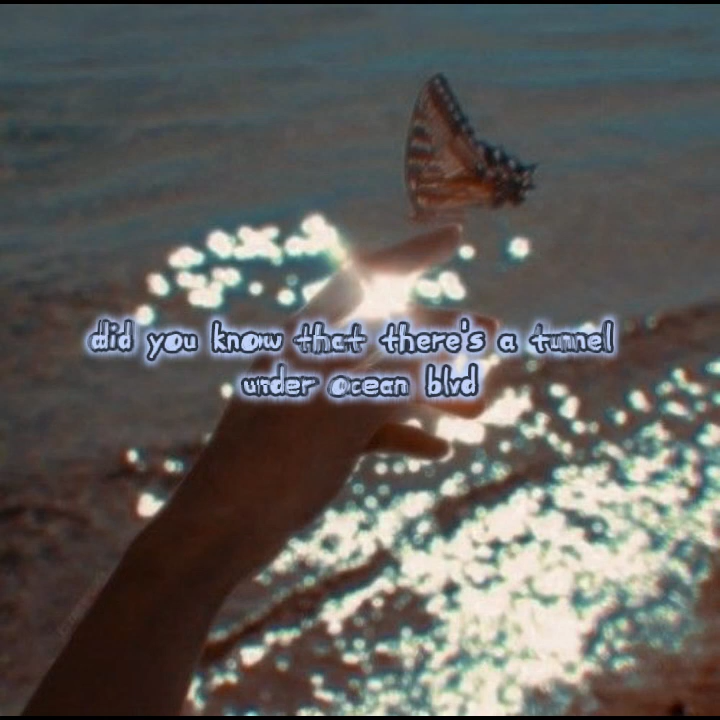 did you know that there's a tunnel
under ocean blvd